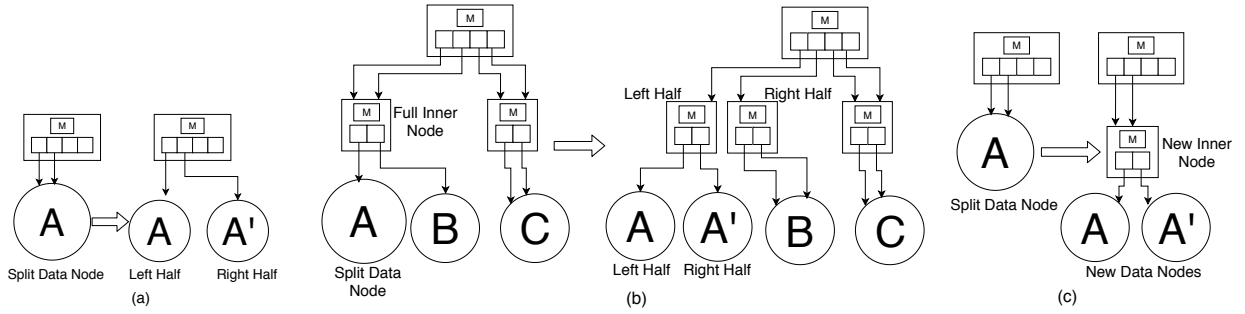 M
M
A
A
A'
Split Data Node
Left Half
Right Half
(a)
M
M
Full Inner
Node
M
A
B
C
Split Data
Node
M
Left Half
Right Half
M
M
M
A
A'
B
C
Left Half
Right Half
(b)
M
M
A
Split Data Node
M
New Inner
Node
A
A'
New Data Nodes
(c)